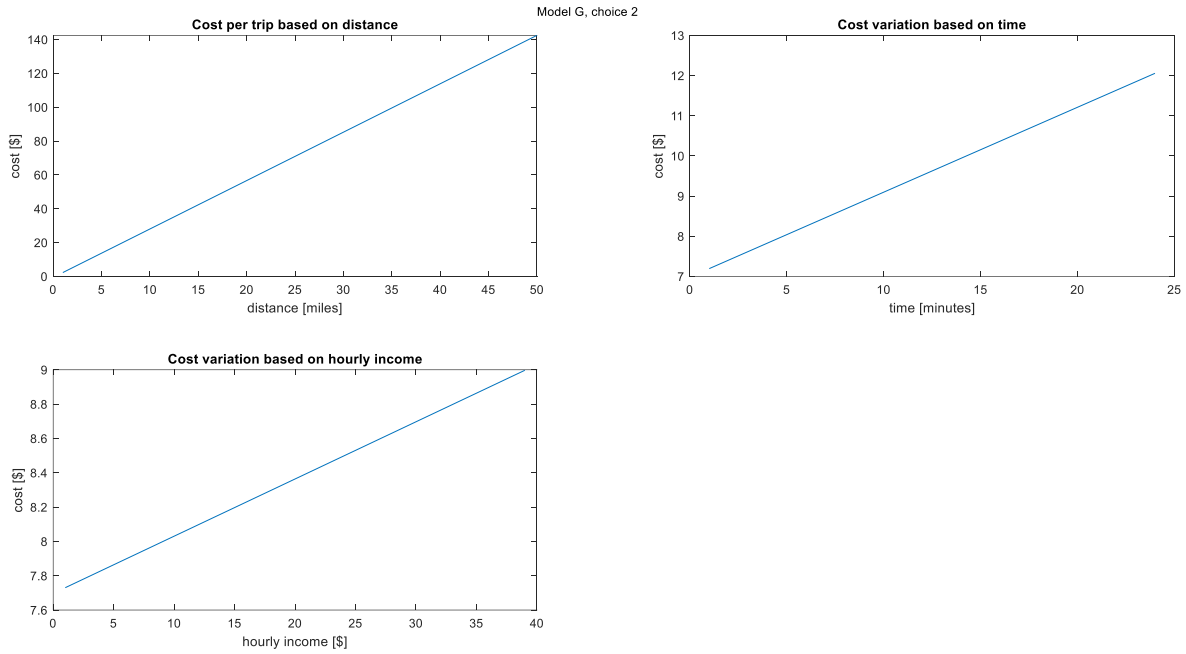 Model G, choice 2
Cost per trip based on distance
140
120
100
80
60
40
20
0
cost [$]
0 5 10 15 20 25 30 35 40 45 50
distance [miles]
Cost variation based on time
13
12
11
10
9
8
7
cost [$]
0 5 10 15 20 25
time [minutes]
Cost variation based on hourly income
9
8.8
8.6
8.4
8.2
8
7.8
7.6
cost [$]
0 5 10 15 20 25 30 35 40
hourly income [$]